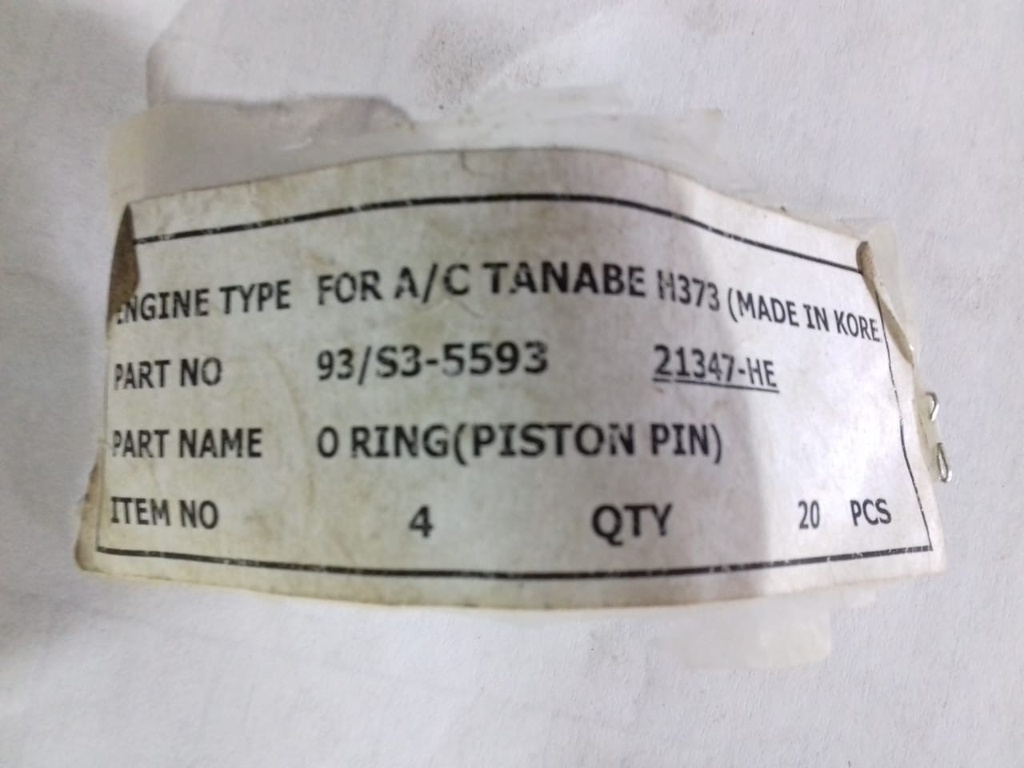 ENGINE TYPE FOR A/C TANABE H373 (MADE IN KORE
PART NO 93/S3-5593 21347-HE
PART NAME O RING(PISTON PIN)
ITEM NO 4 QTY 20 PCS